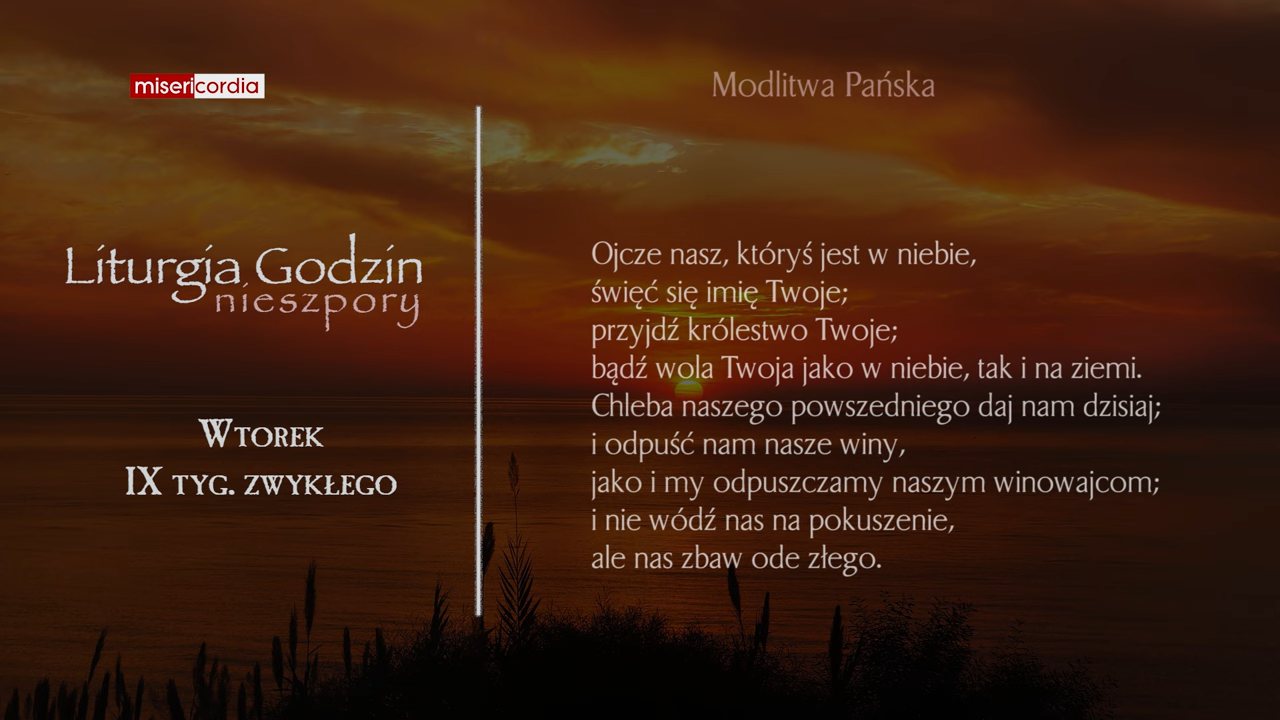 misericordia
Liturgia Godzin
nieszpory
Wtorek
IX tyg. zwykłego
Modlitwa Pańska
Ojcze nasz, któryś jest w niebie,
święć się imię Twoje;
przyjdź królestwo Twoje;
bądź wola Twoja jako w niebie, tak i na ziemi.
Chleba naszego powszedniego daj nam dzisiaj;
i odpuść nam nasze winy,
jako i my odpuszczamy naszym winowajcom;
i nie wódź nas na pokuszenie,
ale nas zbaw ode złego.